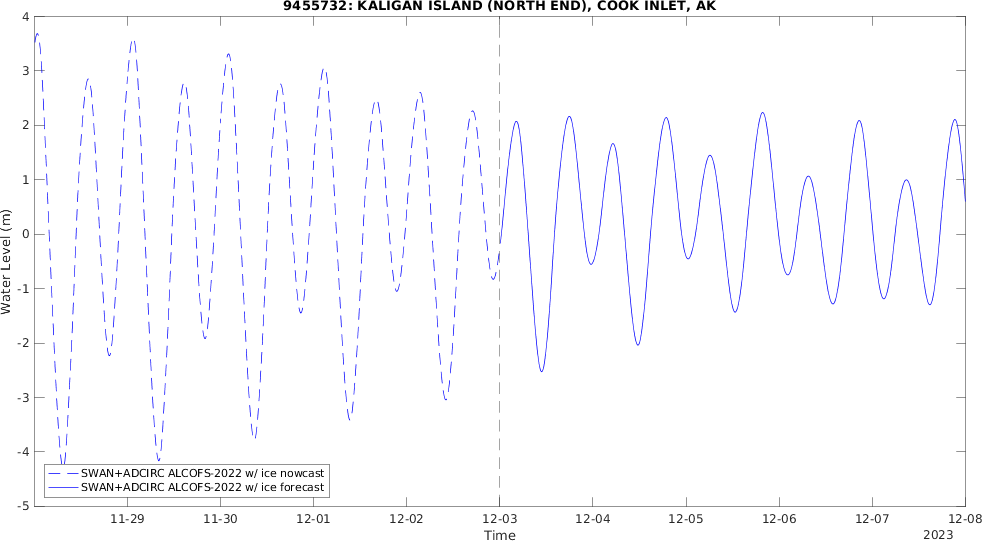 9455732: KALIGAN ISLAND (NORTH END), COOK INLET, AK
4
3
2
1
0
-1
-2
-3
-4
-5
Water Level (m)
SWAN+ADCIRC ALCOFS-2022 w/ ice nowcast
SWAN+ADCIRC ALCOFS-2022 w/ ice forecast
11-29 11-30 12-01 12-02 12-03 12-04 12-05 12-06 12-07 12-08
Time
2023